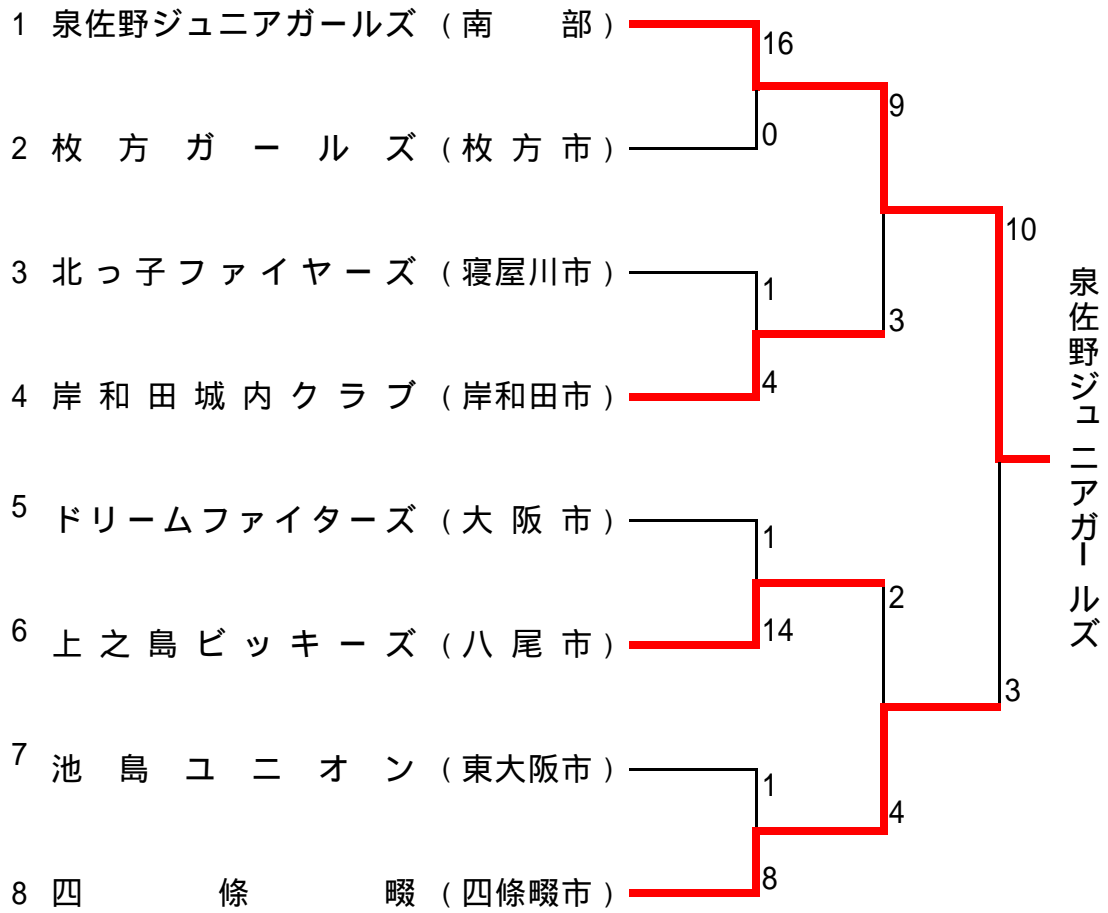 1 泉佐野ジュニアガールズ (南 部) 16
9
2 枚方ガールズ (枚方市) 0
10
3 北っ子ファイヤーズ (寝屋川市) 1
3
4 岸和田城内クラブ (岸和田市) 4
泉佐野ジュニアガールズ
5 ドリームファイターズ (大阪市) 1
2
6 上之島ビッキーズ (八尾市) 14
3
7 池島ユニオン (東大阪市) 1
4
8 四條畷 (四條畷市) 8